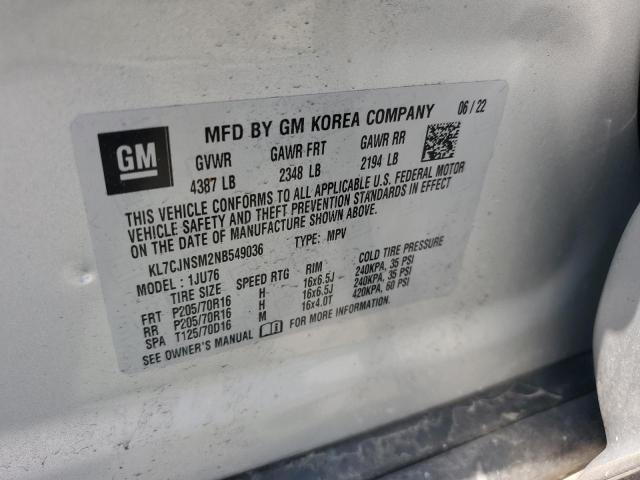 GM
MFD BY GM KOREA COMPANY 06/22
GVWR GAWR FRT GAWR RR
4387 LB 2348 LB 2194 LB
THIS VEHICLE CONFORMS TO ALL APPLICABLE U.S. FEDERAL MOTOR
VEHICLE SAFETY AND THEFT PREVENTION STANDARDS IN EFFECT
ON THE DATE OF MANUFACTURE SHOWN ABOVE.
KL7CJNSM2NB549036 TYPE: MPV
MODEL: 1JU76
TIRE SIZE SPEED RTG RIM COLD TIRE PRESSURE
FRT P205/70R16 H 16x6.5J 240KPA, 35 PSI
RR P205/70R16 H 16x6.5J 240KPA, 35 PSI
SPA T125/70D16 M 16x4.0T 420KPA, 60 PSI
SEE OWNER'S MANUAL FOR MORE INFORMATION.